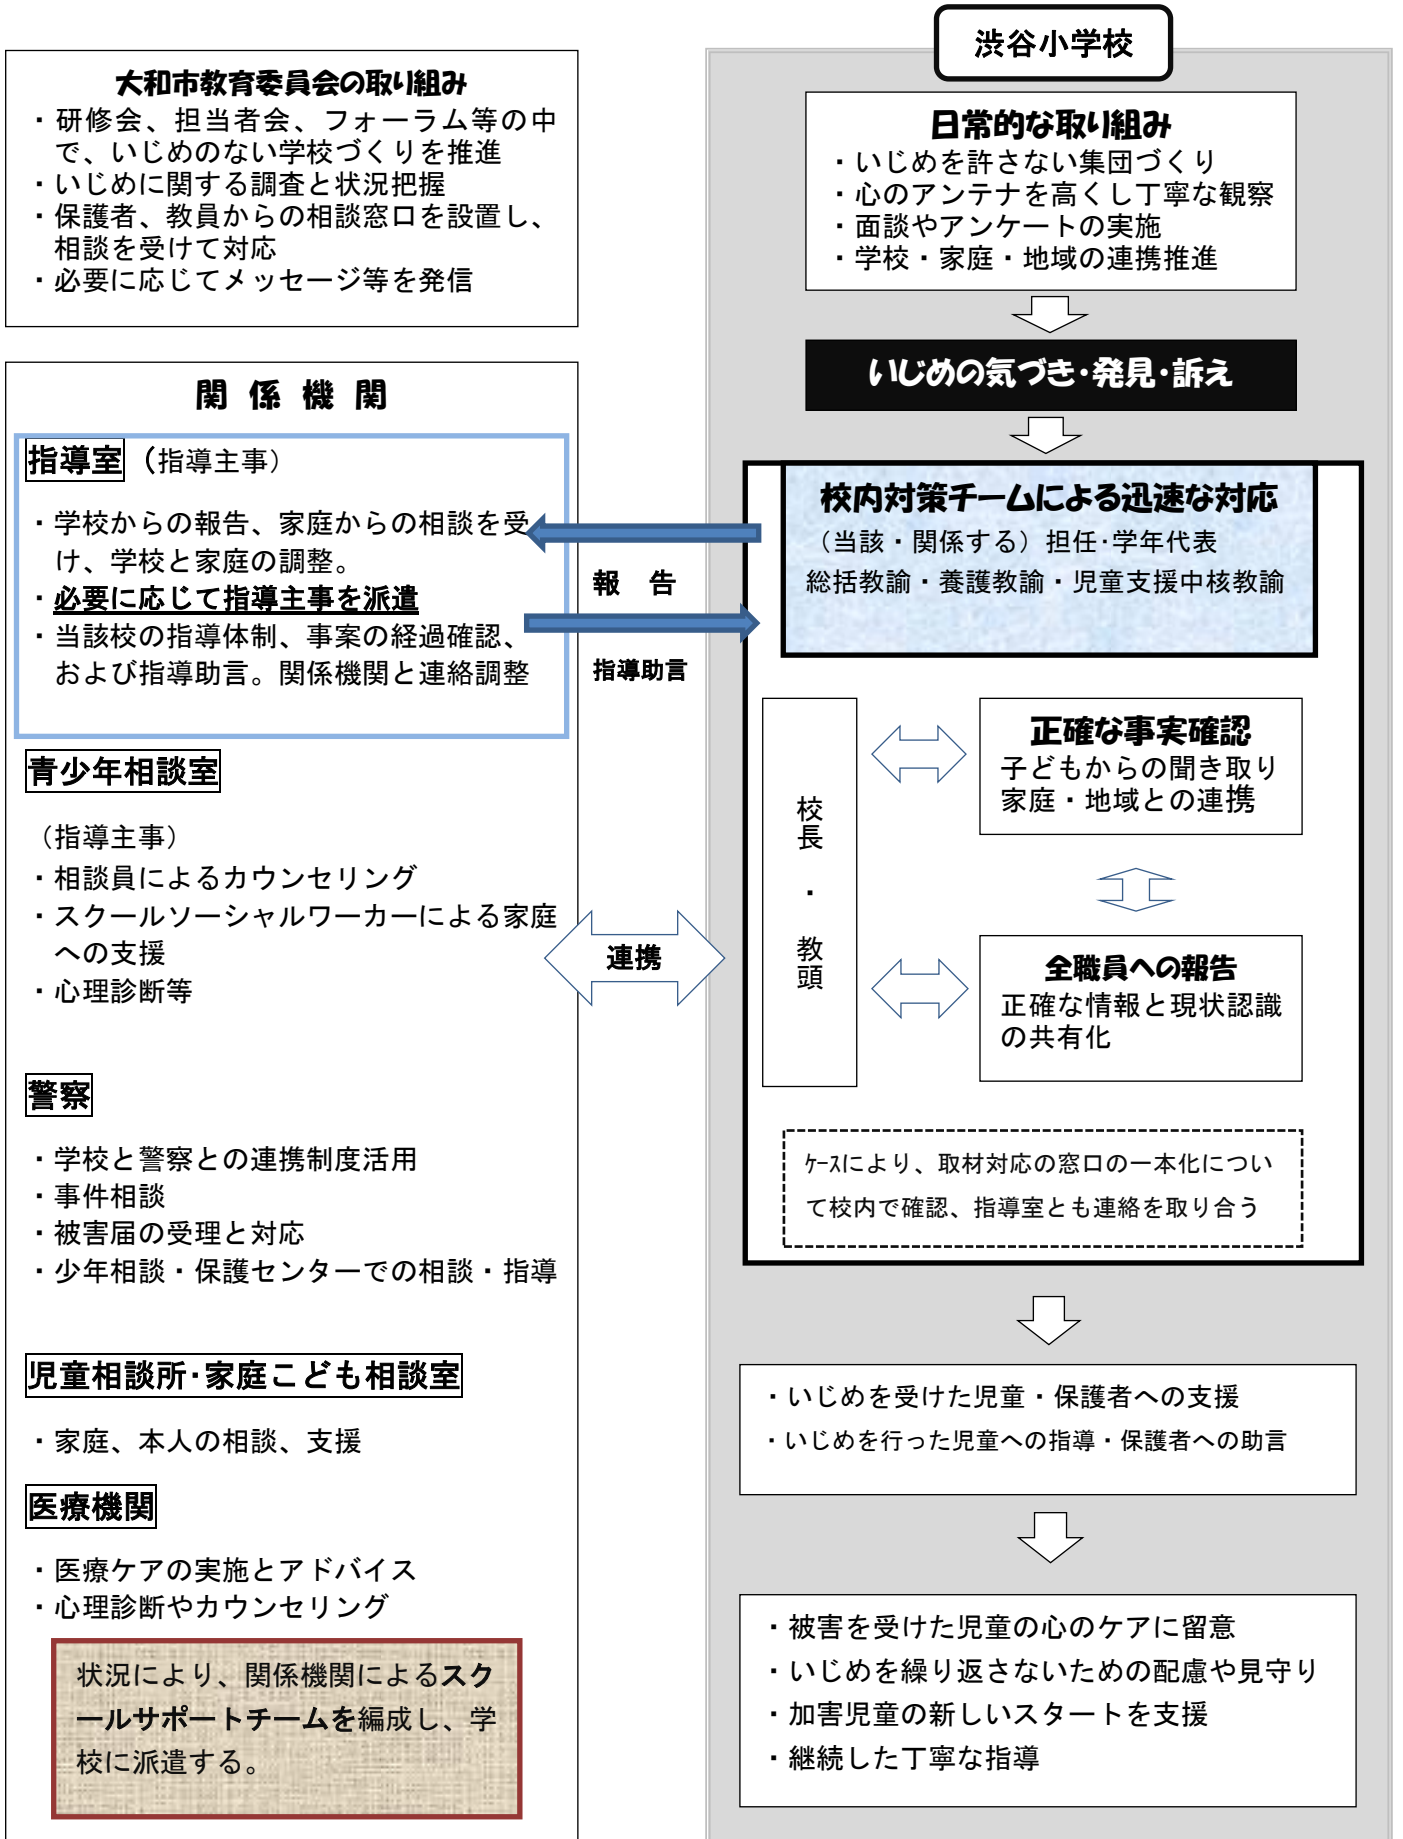 大和市教育委員会の取り組み
・研修会、担当者会、フォーラム等の中
で、いじめのない学校づくりを推進
・いじめに関する調査と状況把握
・保護者、教員からの相談窓口を設置し、
相談を受けて対応
・必要に応じてメッセージ等を発信
関係機関
指導室（指導主事）
・学校からの報告、家庭からの相談を受
け、学校と家庭の調整。
・必要に応じて指導主事を派遣
・当該校の指導体制、事案の経過確認、
および指導助言。関係機関と連絡調整
青少年相談室
（指導主事）
・相談員によるカウンセリング
・スクールソーシャルワーカーによる家庭
への支援
・心理診断等
警察
・学校と警察との連携制度活用
・事件相談
・被害届の受理と対応
・少年相談・保護センターでの相談・指導
児童相談所･家庭こども相談室
・家庭、本人の相談、支援
医療機関
・医療ケアの実施とアドバイス
・心理診断やカウンセリング
状況により、関係機関によるスク
ールサポートチームを編成し、学
校に派遣する。
報　告
指導助言
連携
渋谷小学校
日常的な取り組み
・いじめを許さない集団づくり
・心のアンテナを高くし丁寧な観察
・面談やアンケートの実施
・学校・家庭・地域の連携推進
いじめの気づき･発見･訴え
校内対策チームによる迅速な対応
（当該・関係する）担任･学年代表
総括教諭・養護教諭・児童支援中核教諭
校長・教頭
正確な事実確認
子どもからの聞き取り
家庭・地域との連携
全職員への報告
正確な情報と現状認識
の共有化
ｹｰｽにより、取材対応の窓口の一本化につい
て校内で確認、指導室とも連絡を取り合う
・いじめを受けた児童・保護者への支援
・いじめを行った児童への指導・保護者への助言
・被害を受けた児童の心のケアに留意
・いじめを繰り返さないための配慮や見守り
・加害児童の新しいスタートを支援
・継続した丁寧な指導